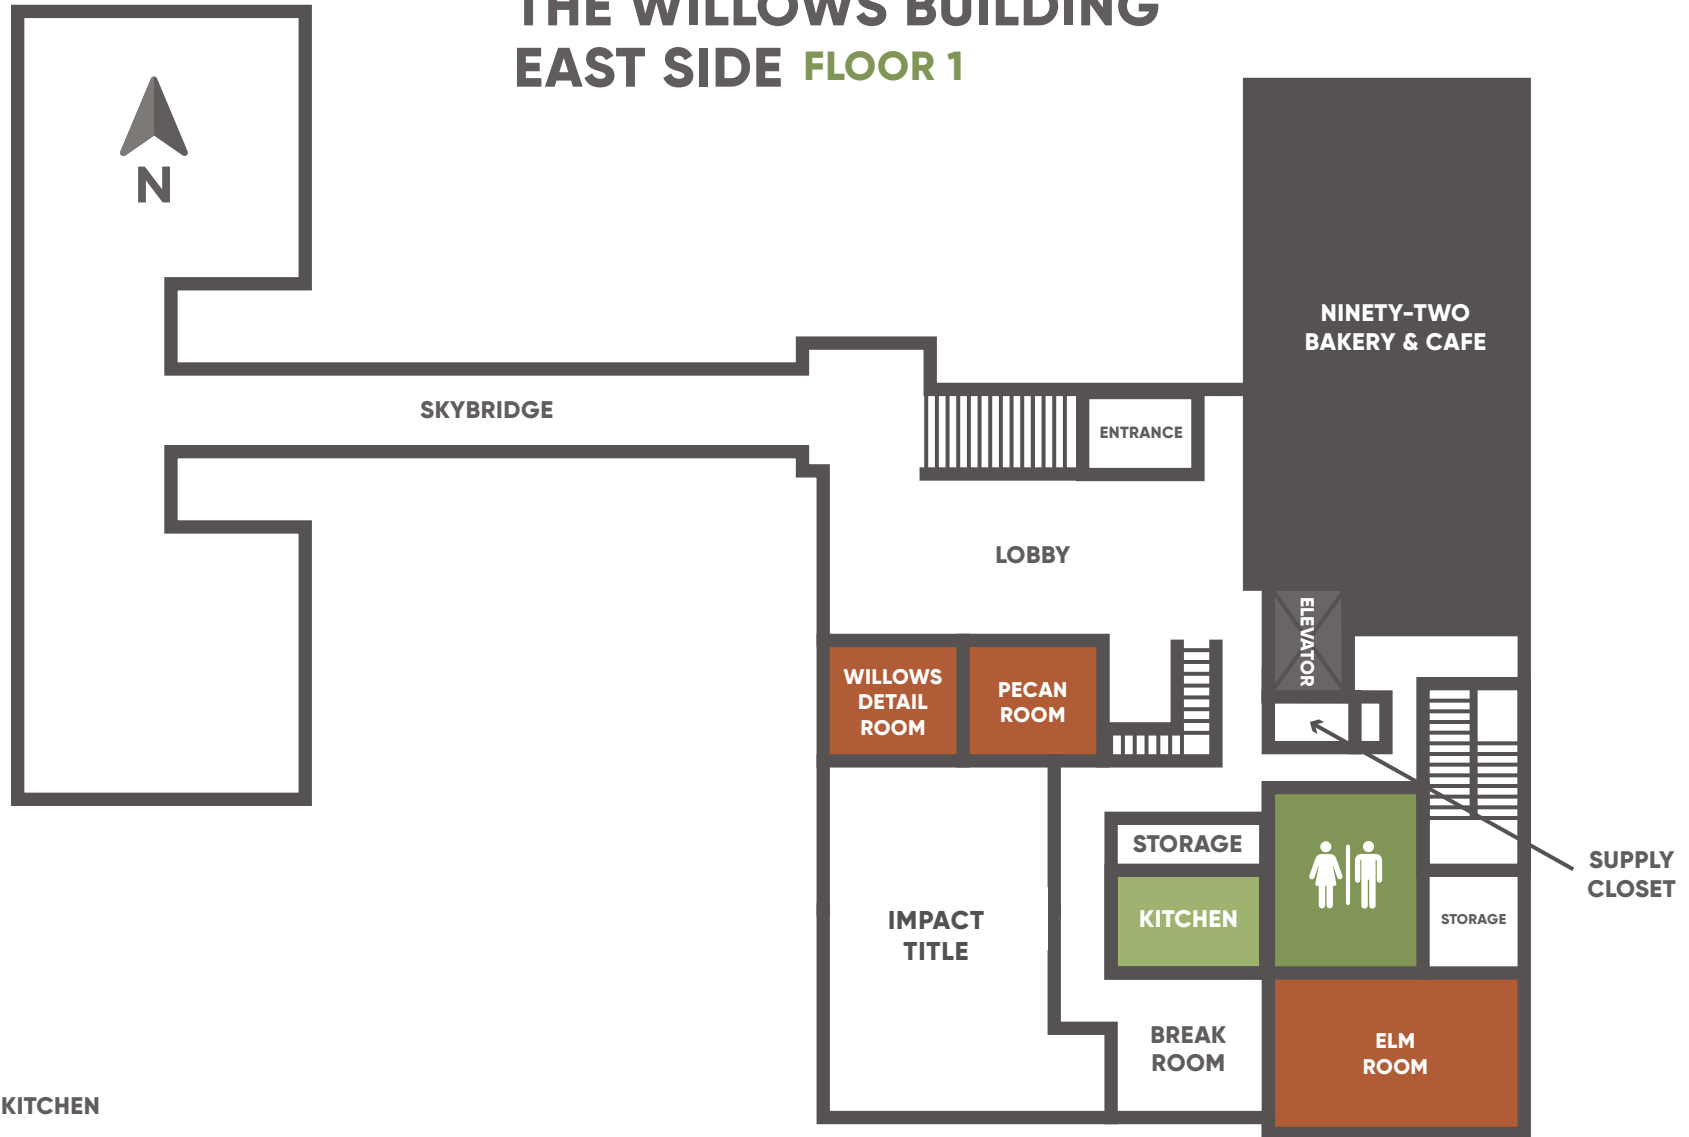 THE WILLOWS BUILDING
EAST SIDE FLOOR 1
N
NINETY-TWO
BAKERY & CAFE
SKYBRIDGE
ENTRANCE
LOBBY
ELEVATOR
WILLOWS
DETAIL
ROOM
PECAN
ROOM
STORAGE
SUPPLY
CLOSET
KITCHEN
STORAGE
IMPACT
TITLE
BREAK
ROOM
ELM
ROOM
KITCHEN